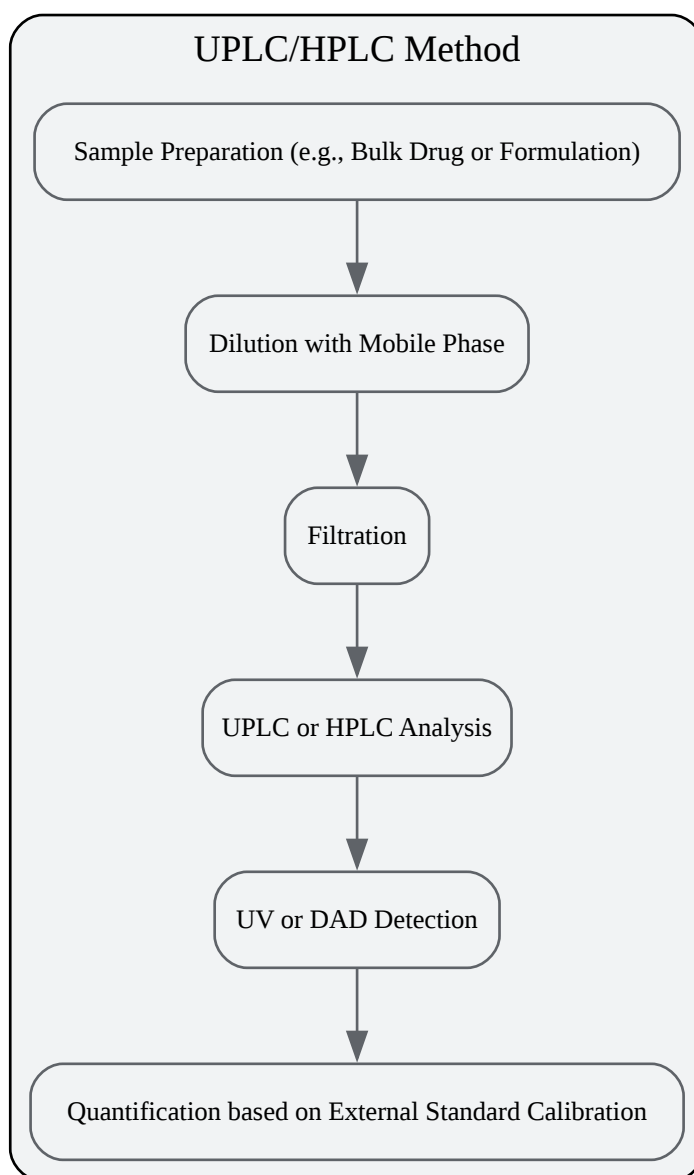 UPLC/HPLC Method
Sample Preparation (e.g., Bulk Drug or Formulation)
Dilution with Mobile Phase
Filtration
UPLC or HPLC Analysis
UV or DAD Detection
Quantification based on External Standard Calibration